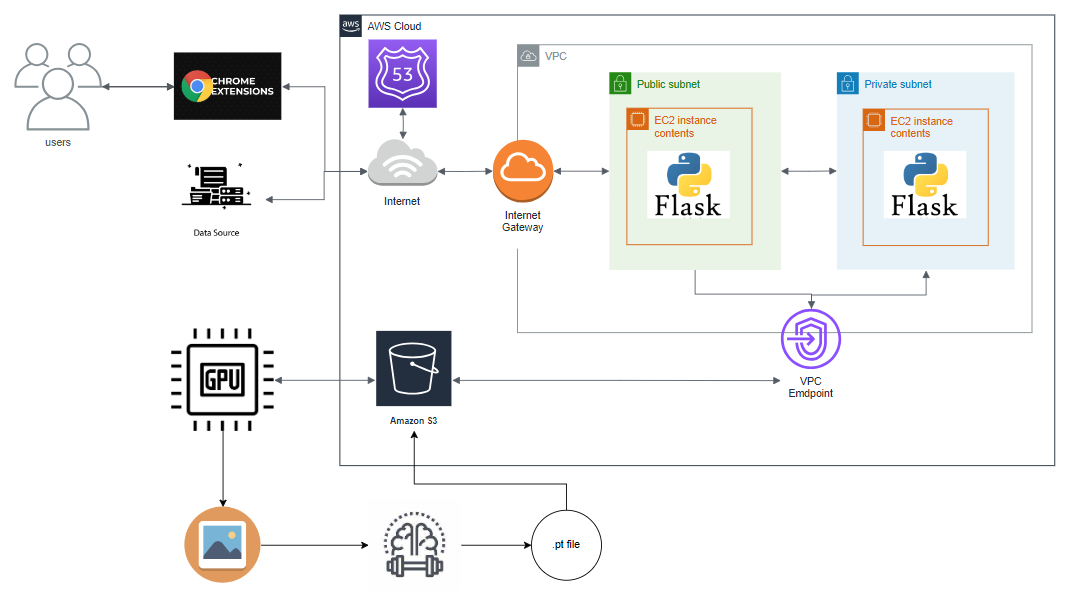 aws
AWS Cloud
53
VPC
CHROME
EXTENSIONS
users
Public subnet
Private subnet
EC2 instance
contents
EC2 instance
contents
Flask
Flask
Internet
Internet
Gateway
Data Source
GPU
Amazon S3
VPC
Emdpoint
.pt file